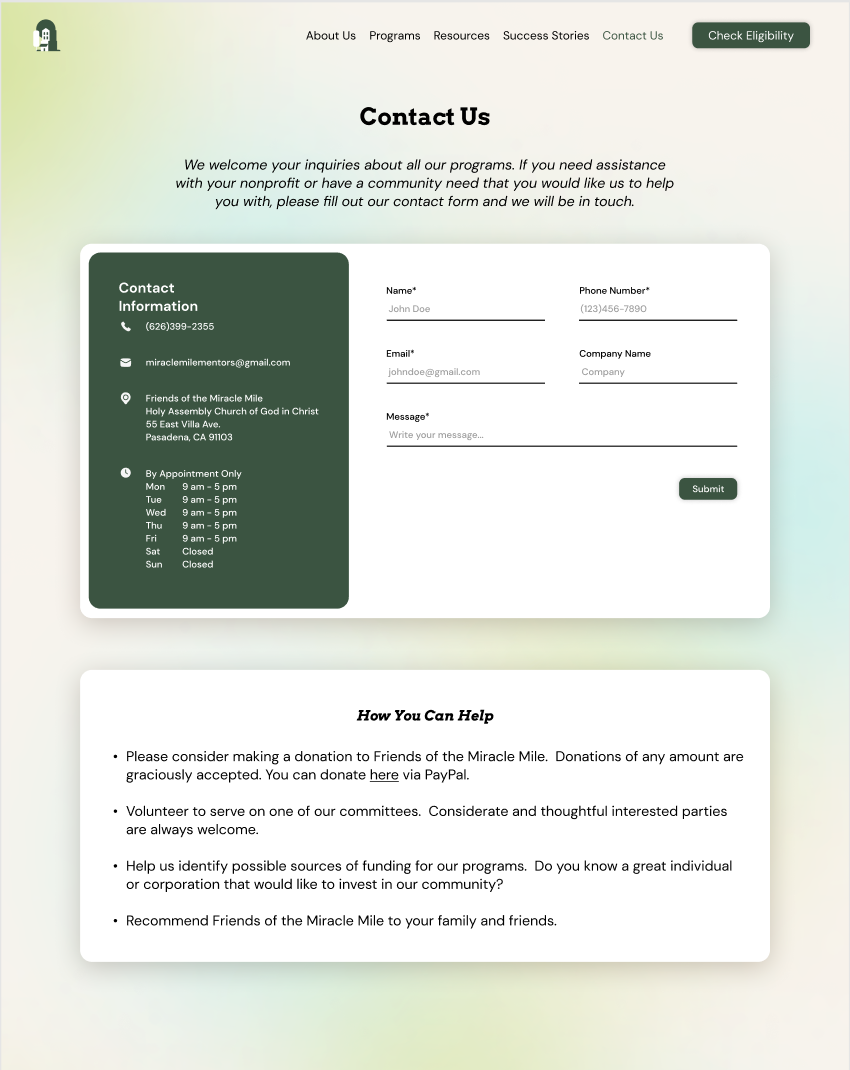 About Us Programs Resources Success Stories Contact Us Check Eligibility
Contact Us
We welcome your inquiries about all our programs. If you need assistance
with your nonprofit or have a community need that you would like us to help
you with, please fill out our contact form and we will be in touch.
Contact
Information
(626)399-2355
miraclemilementors@gmail.com
Friends of the Miracle Mile
Holy Assembly Church of God in Christ
55 East Villa Ave.
Pasadena, CA 91103
By Appointment Only
Mon 9 am - 5 pm
Tue 9 am - 5 pm
Wed 9 am - 5 pm
Thu 9 am - 5 pm
Fri 9 am - 5 pm
Sat Closed
Sun Closed
Name* Phone Number*
John Doe (123)456-7890
Email* Company Name
johndoe@gmail.com Company
Message*
Write your message...
Submit
How You Can Help
• Please consider making a donation to Friends of the Miracle Mile.  Donations of any amount are
graciously accepted. You can donate here via PayPal.
• Volunteer to serve on one of our committees.  Considerate and thoughtful interested parties
are always welcome.
• Help us identify possible sources of funding for our programs.  Do you know a great individual
or corporation that would like to invest in our community?
• Recommend Friends of the Miracle Mile to your family and friends.